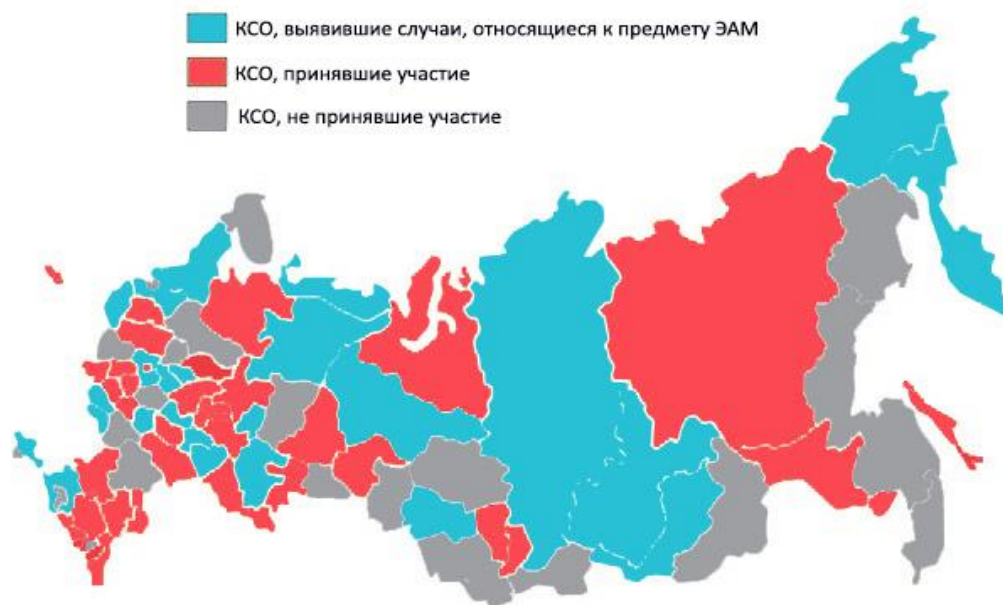 КСО, выявившие случаи, относящиеся к предмету ЭАМ
КСО, принявшие участие
КСО, не принявшие участие